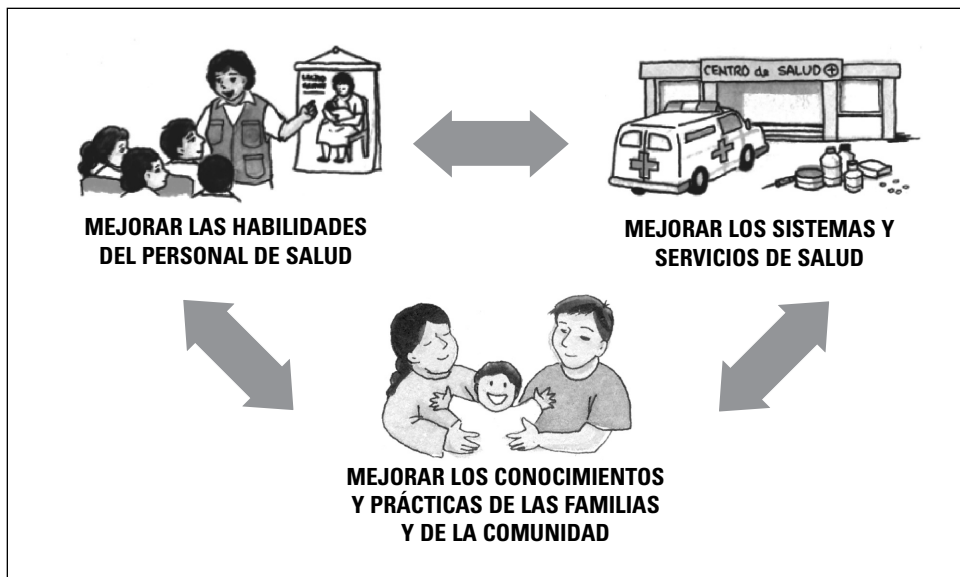 CENTRO de SALUD
MEJORAR LAS HABILIDADES
DEL PERSONAL DE SALUD
MEJORAR LOS SISTEMAS Y
SERVICIOS DE SALUD
MEJORAR LOS CONOCIMIENTOS
Y PRÁCTICAS DE LAS FAMILIAS
Y DE LA COMUNIDAD